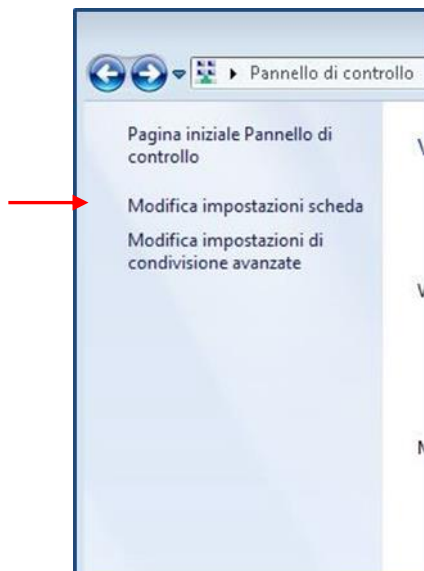 Pannello di controllo
Pagina iniziale Pannello di
controllo
Modifica impostazioni scheda
Modifica impostazioni di
condivisione avanzate